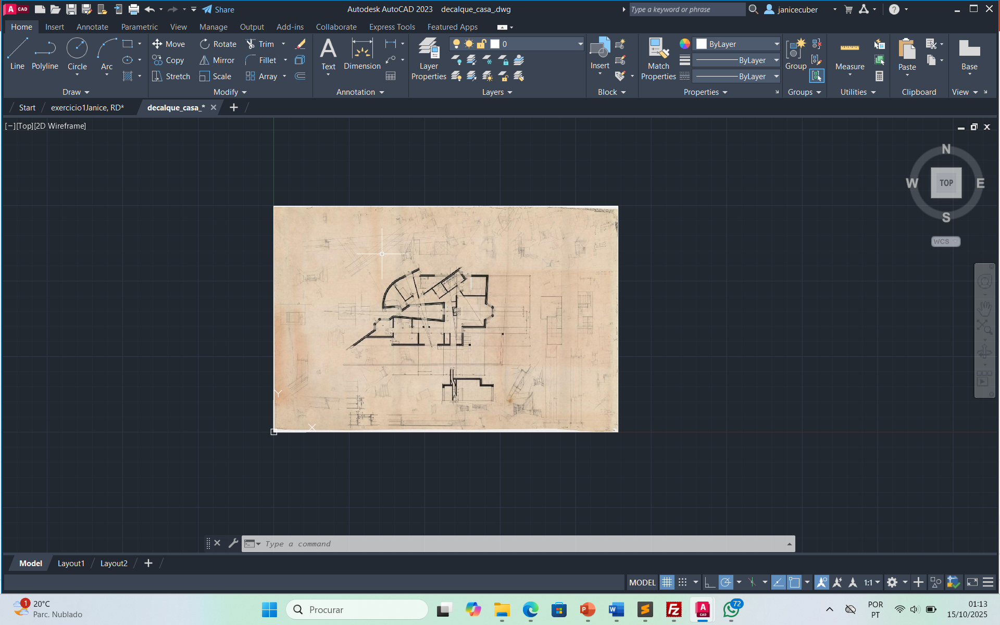 A CAD Share Autodesk AutoCAD 2023 decalque_casa_.dwg Type a keyword or phrase janicecuber
Home Insert Annotate Parametric View Manage Output Add-ins Collaborate Express Tools Featured Apps
Line Polyline Circle Arc
Move Rotate Trim
Copy Mirror Fillet
Stretch Scale Array
Text Dimension
Layer Properties
0
Insert
Match Properties
ByLayer
ByLayer
ByLayer
Group Measure Paste Base
Draw Modify Annotation Layers Block Properties Groups Utilities Clipboard View
Start exercicio1Janice, RD* decalque_casa_*
[−][Top][2D Wireframe]
N
W TOP E
S
WCS
Y
X
Type a command
Model Layout1 Layout2
MODEL 1:1
1 20°C
Parc. Nublado
Procurar
P W S Fz A CAD 72
POR
PT
01:13
15/10/2025